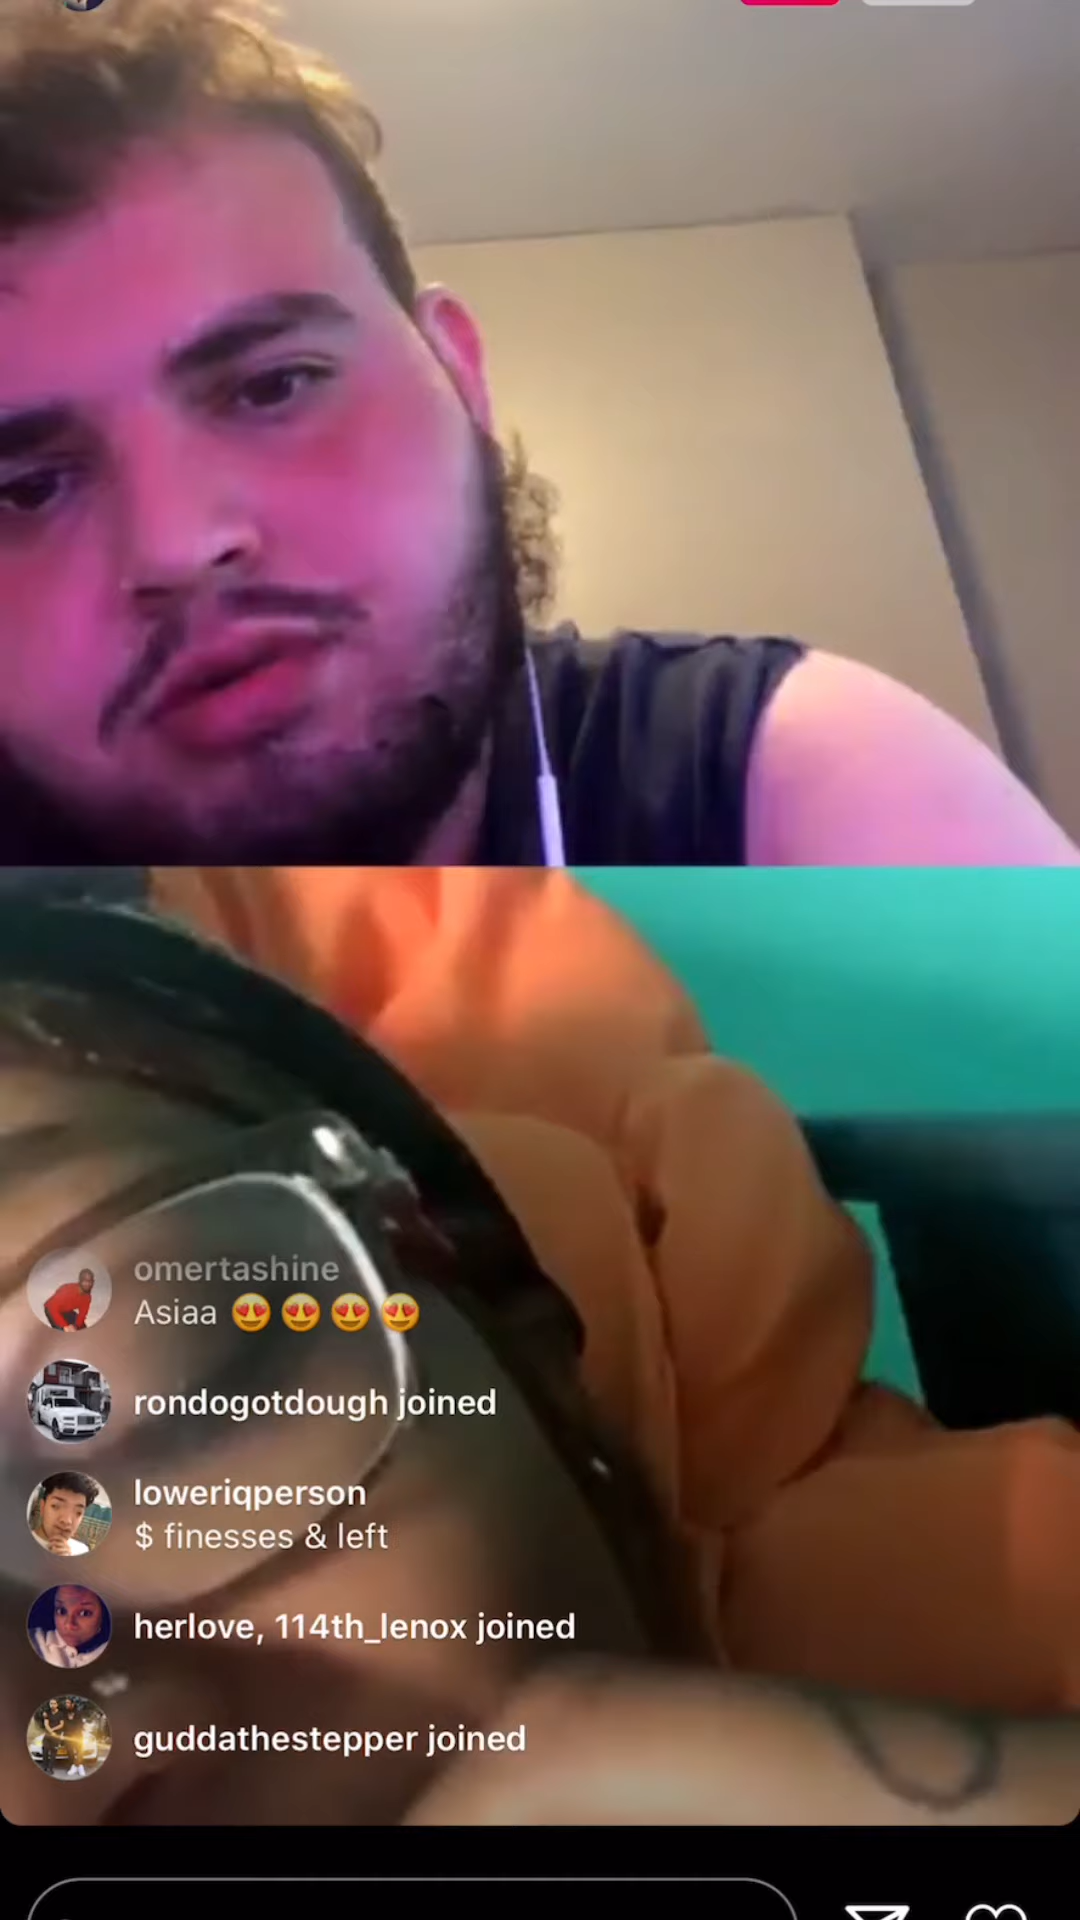 omertashine
Asiaa 😍😍😍😍
rondogotdough joined
loweriqperson
$ finesses & left
herlove, 114th_lenox joined
guddathestepper joined